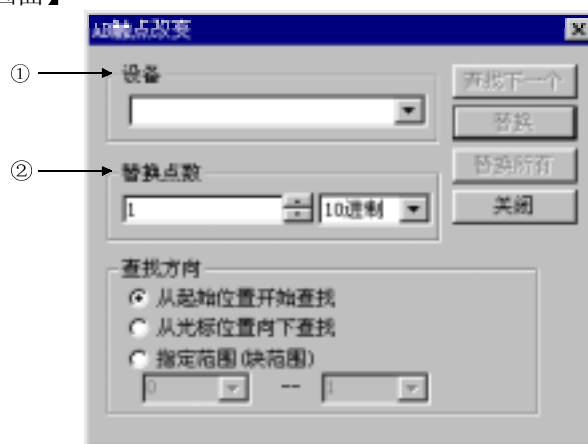 画面】
AB触点改变
① 设备
查找下一个
替换
② 替换点数
替换所有
1 10进制
关闭
查找方向
从起始位置开始查找
从光标位置向下查找
指定范围(块范围)
0 -- 1